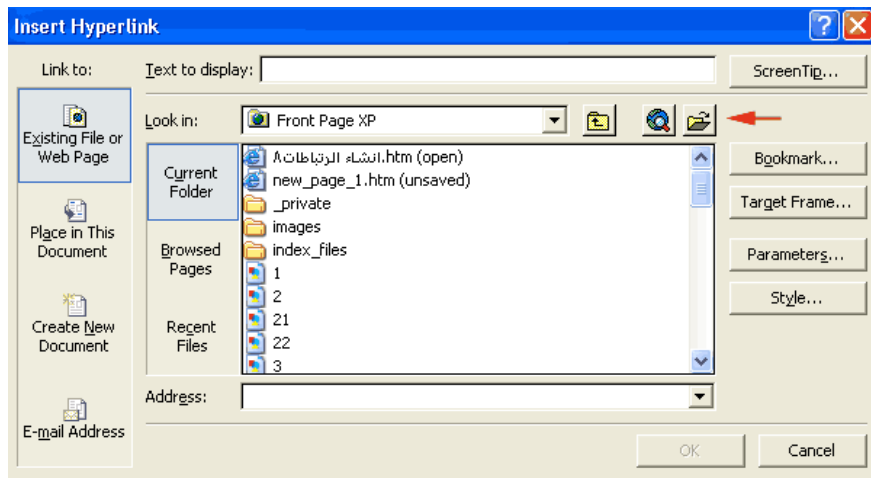 Insert Hyperlink
Link to:
Text to display:
ScreenTip...
Existing File or
Web Page
Look in:
Front Page XP
Current
Folder
انشاء الرتباطات8.htm (open)
new_page_1.htm (unsaved)
_private
images
index_files
1
2
21
22
3
Bookmark...
Target Frame...
Place in This
Document
Browsed
Pages
Parameters...
Style...
Create New
Document
Recent
Files
Address:
E-mail Address
OK
Cancel